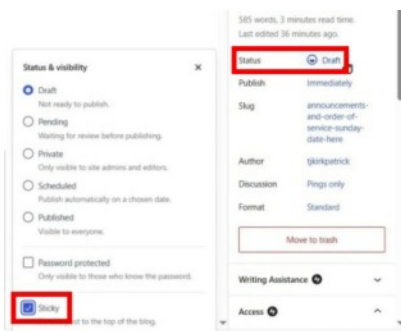 Status & visibility ×
Draft
Not ready to publish.
Pending
Waiting for review before publishing.
Private
Only visible to site admins and editors.
Scheduled
Publish automatically on a chosen date.
Published
Visible to everyone.
Password protected
Only visible to those who know the password.
Sticky
to the top of the blog.
585 words, 3 minutes read time.
Last edited 36 minutes ago.
Status Draft
Publish Immediately
Slug announcements-
and-order-of-
service-sunday-
date-here
Author tjkirkpatrick
Discussion Pings only
Format Standard
Move to trash
Writing Assistance
Access